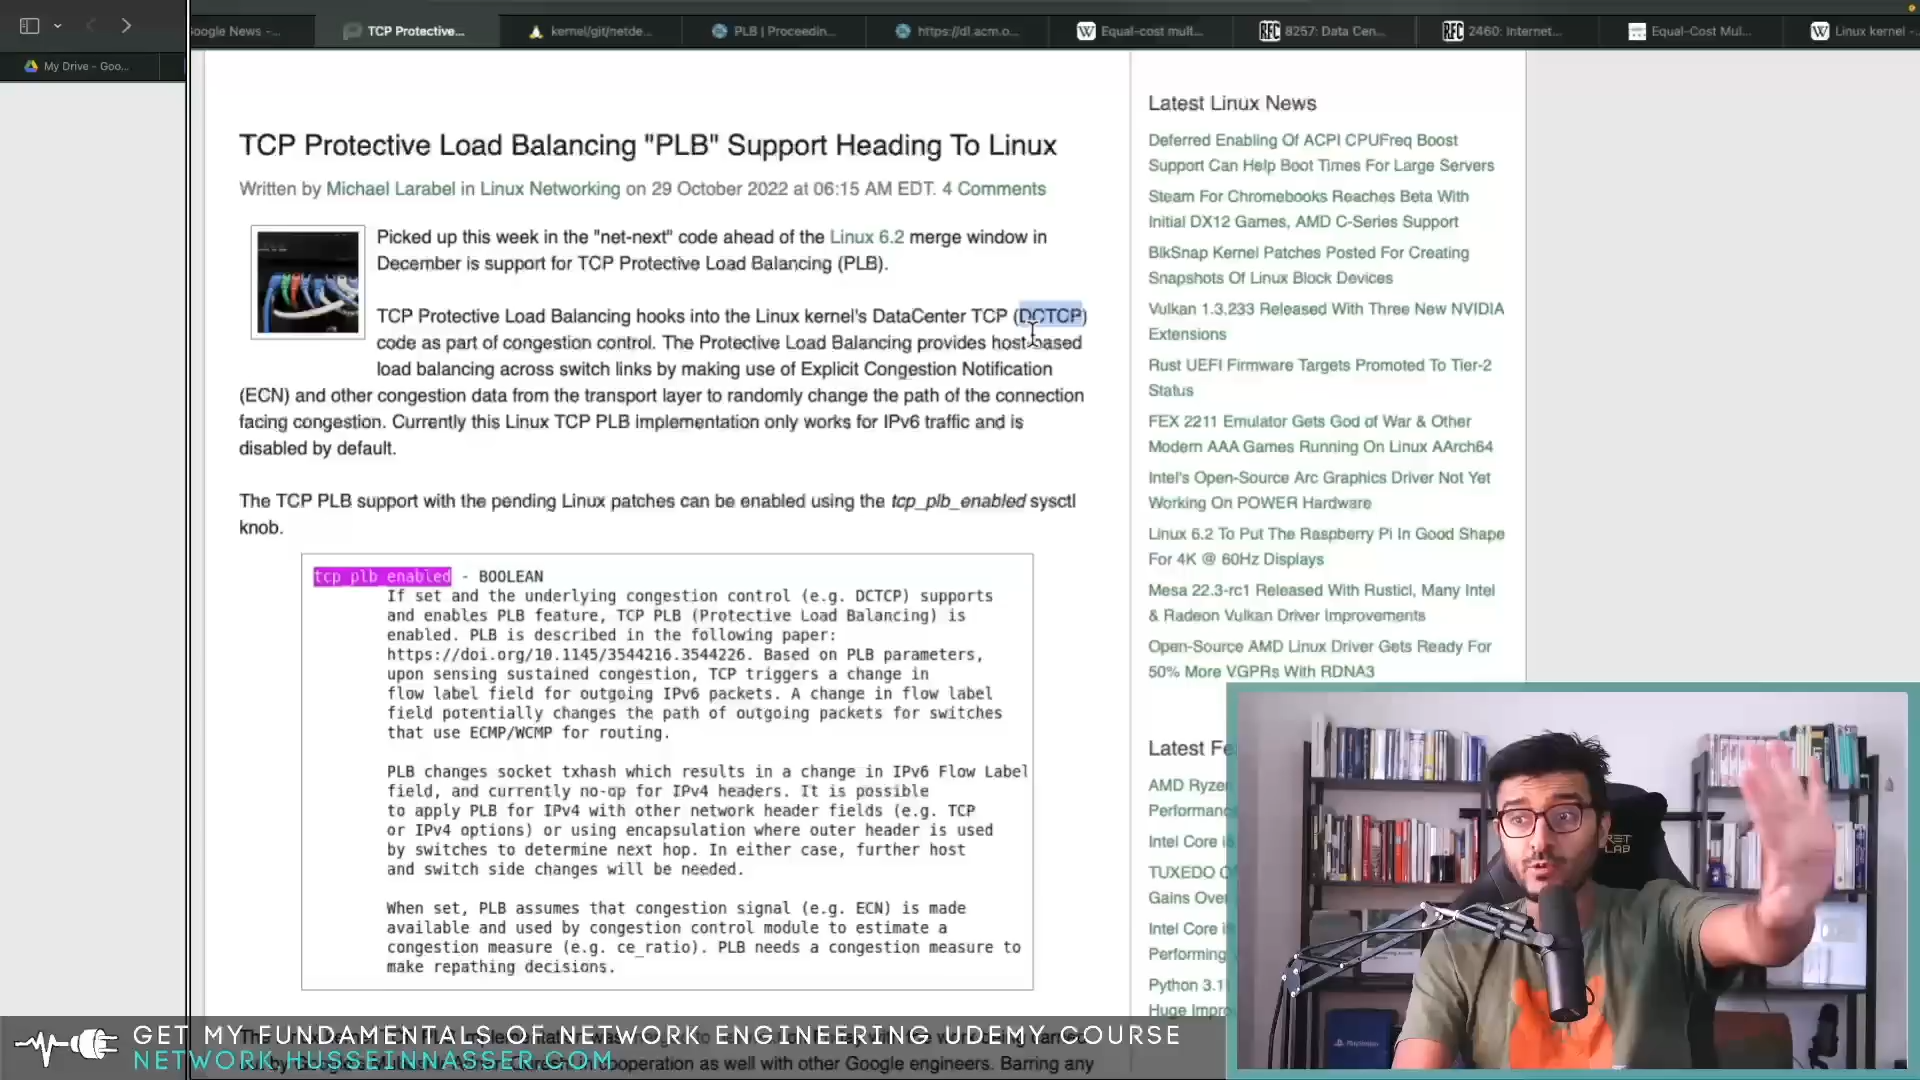 oogle News -...
TCP Protective...
kernel/git/netde...
PLB | Proceedin...
https://dl.acm.o...
Equal-cost mult...
8257: Data Cen...
2460: Internet...
Equal-Cost Mul...
Linux kernel -
My Drive - Goo...
TCP Protective Load Balancing "PLB" Support Heading To Linux
Written by Michael Larabel in Linux Networking on 29 October 2022 at 06:15 AM EDT. 4 Comments
Picked up this week in the "net-next" code ahead of the Linux 6.2 merge window in
December is support for TCP Protective Load Balancing (PLB).
TCP Protective Load Balancing hooks into the Linux kernel's DataCenter TCP (DCTCP)
code as part of congestion control. The Protective Load Balancing provides host-based
load balancing across switch links by making use of Explicit Congestion Notification
(ECN) and other congestion data from the transport layer to randomly change the path of the connection
facing congestion. Currently this Linux TCP PLB implementation only works for IPv6 traffic and is
disabled by default.
The TCP PLB support with the pending Linux patches can be enabled using the tcp_plb_enabled sysctl
knob.
tcp_plb_enabled - BOOLEAN
If set and the underlying congestion control (e.g. DCTCP) supports
and enables PLB feature, TCP PLB (Protective Load Balancing) is
enabled. PLB is described in the following paper:
https://doi.org/10.1145/3544216.3544226. Based on PLB parameters,
upon sensing sustained congestion, TCP triggers a change in
flow label field for outgoing IPv6 packets. A change in flow label
field potentially changes the path of outgoing packets for switches
that use ECMP/WCMP for routing.
PLB changes socket txhash which results in a change in IPv6 Flow Label
field, and currently no-op for IPv4 headers. It is possible
to apply PLB for IPv4 with other network header fields (e.g. TCP
or IPv4 options) or using encapsulation where outer header is used
by switches to determine next hop. In either case, further host
and switch side changes will be needed.
When set, PLB assumes that congestion signal (e.g. ECN) is made
available and used by congestion control module to estimate a
congestion measure (e.g. ce_ratio). PLB needs a congestion measure to
make repathing decisions.
Latest Linux News
Deferred Enabling Of ACPI CPUFreq Boost
Support Can Help Boot Times For Large Servers
Steam For Chromebooks Reaches Beta With
Initial DX12 Games, AMD C-Series Support
BlkSnap Kernel Patches Posted For Creating
Snapshots Of Linux Block Devices
Vulkan 1.3.233 Released With Three New NVIDIA
Extensions
Rust UEFI Firmware Targets Promoted To Tier-2
Status
FEX 2211 Emulator Gets God of War & Other
Modern AAA Games Running On Linux AArch64
Intel's Open-Source Arc Graphics Driver Not Yet
Working On POWER Hardware
Linux 6.2 To Put The Raspberry Pi In Good Shape
For 4K @ 60Hz Displays
Mesa 22.3-rc1 Released With Rusticl, Many Intel
& Radeon Vulkan Driver Improvements
Open-Source AMD Linux Driver Gets Ready For
50% More VGPRs With RDNA3
Latest Fe
AMD Ryzen
Performanc
Intel Core i
TUXEDO O
Gains Over
Intel Core i
Performing
Python 3.1
Huge Impro
GET MY FUNDAMENTALS OF NETWORK ENGINEERING UDEMY COURSE
NETWORK.HUSSEINNASSER.COM
cooperation as well with other Google engineers. Barring any